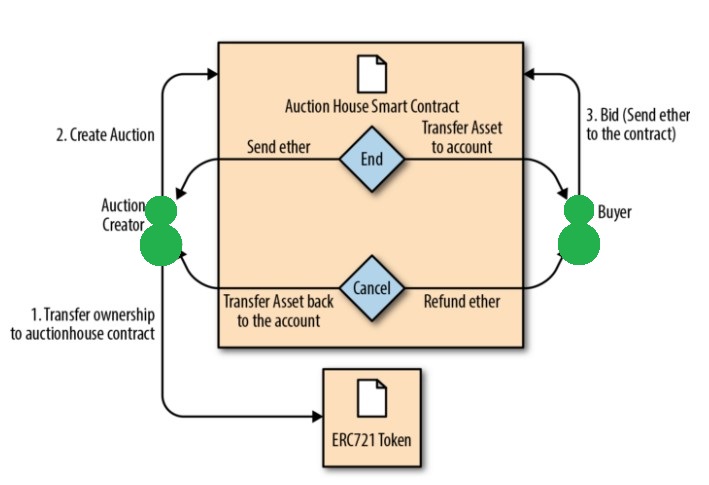 Auction House Smart Contract
2. Create Auction
3. Bid (Send ether
to the contract)
Send ether
End
Transfer Asset
to account
Auction
Creator
Buyer
Cancel
Transfer Asset back
to the account
Refund ether
1. Transfer ownership
to auctionhouse contract
ERC721 Token